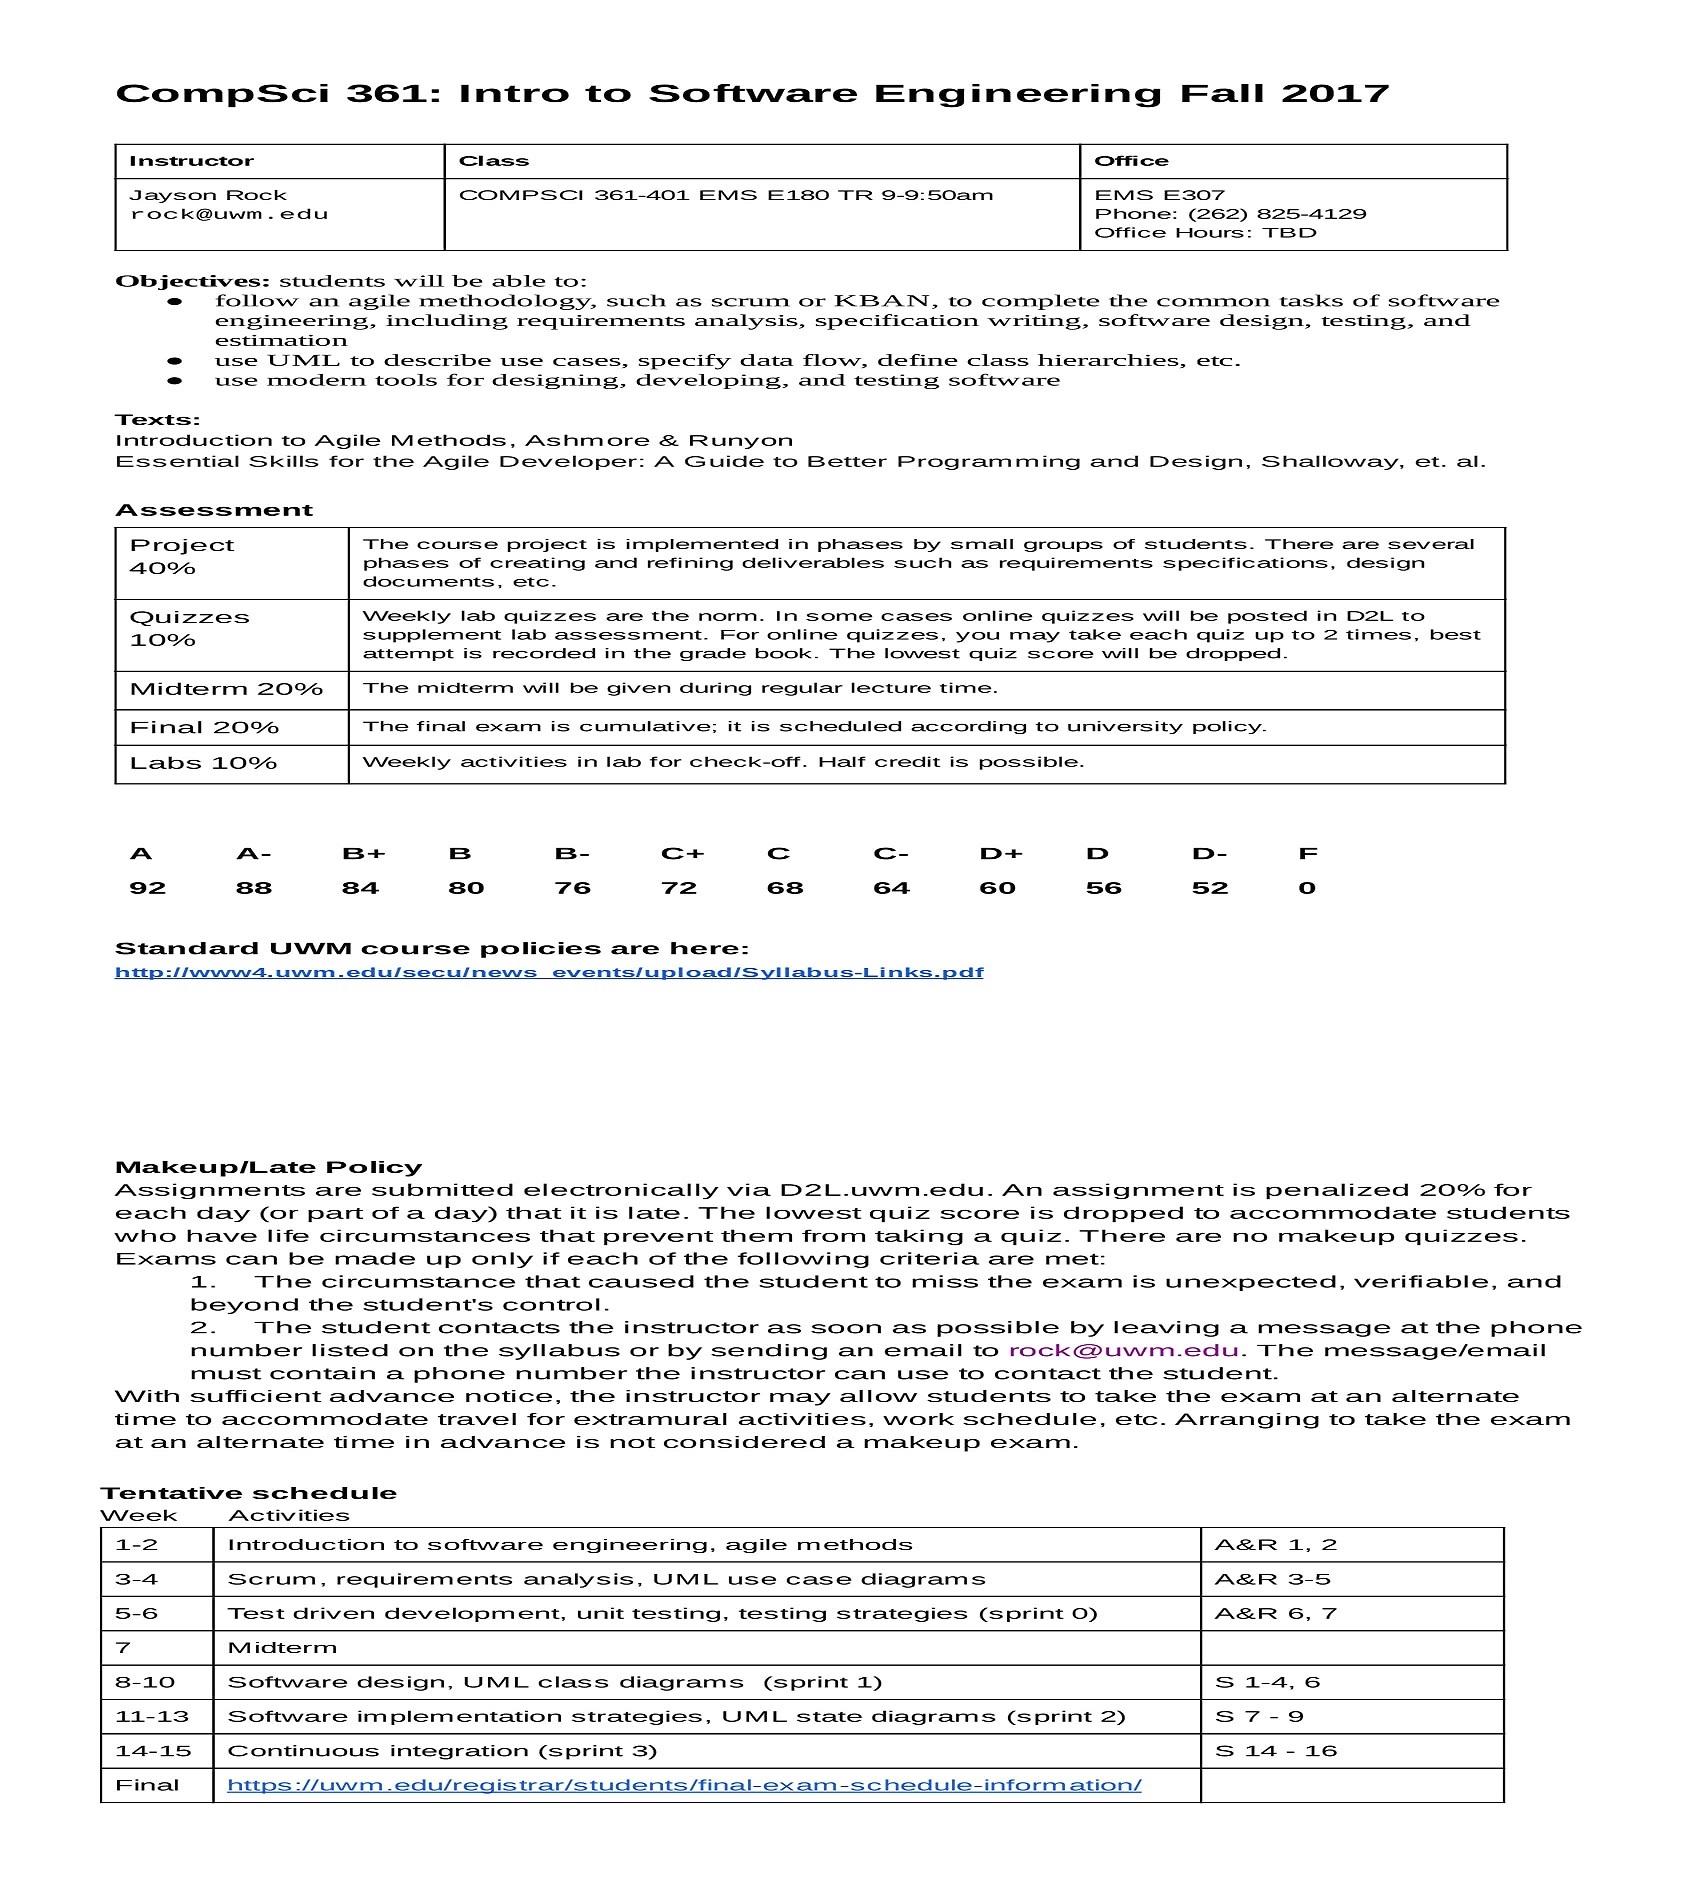 CompSci 361: Intro to Software Engineering Fall 2017
Instructor Class Office
Jayson Rock COMPSCI 361-401 EMS E180 TR 9-9:50am EMS E307
rock@uwm.edu Phone: (262) 825-4129
Office Hours: TBD
Objectives: students will be able to:
● follow an agile methodology, such as scrum or KBAN, to complete the common tasks of software
engineering, including requirements analysis, specification writing, software design, testing, and
estimation
● use UML to describe use cases, specify data flow, define class hierarchies, etc.
● use modern tools for designing, developing, and testing software
Texts:
Introduction to Agile Methods, Ashmore & Runyon
Essential Skills for the Agile Developer: A Guide to Better Programming and Design, Shalloway, et. al.
Assessment
Project
40%
The course project is implemented in phases by small groups of students. There are several
phases of creating and refining deliverables such as requirements specifications, design
documents, etc.
Quizzes
10%
Weekly lab quizzes are the norm. In some cases online quizzes will be posted in D2L to
supplement lab assessment. For online quizzes, you may take each quiz up to 2 times, best
attempt is recorded in the grade book. The lowest quiz score will be dropped.
Midterm 20% The midterm will be given during regular lecture time.
Final 20% The final exam is cumulative; it is scheduled according to university policy.
Labs 10% Weekly activities in lab for check-off. Half credit is possible.
A A- B+ B B- C+ C C- D+ D D- F
92 88 84 80 76 72 68 64 60 56 52 0
Standard UWM course policies are here:
http://www4.uwm.edu/secu/news_events/upload/Syllabus-Links.pdf
Makeup/Late Policy
Assignments are submitted electronically via D2L.uwm.edu. An assignment is penalized 20% for
each day (or part of a day) that it is late. The lowest quiz score is dropped to accommodate students
who have life circumstances that prevent them from taking a quiz. There are no makeup quizzes.
Exams can be made up only if each of the following criteria are met:
1. The circumstance that caused the student to miss the exam is unexpected, verifiable, and
beyond the student's control.
2. The student contacts the instructor as soon as possible by leaving a message at the phone
number listed on the syllabus or by sending an email to rock@uwm.edu. The message/email
must contain a phone number the instructor can use to contact the student.
With sufficient advance notice, the instructor may allow students to take the exam at an alternate
time to accommodate travel for extramural activities, work schedule, etc. Arranging to take the exam
at an alternate time in advance is not considered a makeup exam.
Tentative schedule
Week Activities
1-2 Introduction to software engineering, agile methods A&R 1, 2
3-4 Scrum, requirements analysis, UML use case diagrams A&R 3-5
5-6 Test driven development, unit testing, testing strategies (sprint 0) A&R 6, 7
7 Midterm
8-10 Software design, UML class diagrams (sprint 1) S 1-4, 6
11-13 Software implementation strategies, UML state diagrams (sprint 2) S 7 - 9
14-15 Continuous integration (sprint 3) S 14 - 16
Final https://uwm.edu/registrar/students/final-exam-schedule-information/